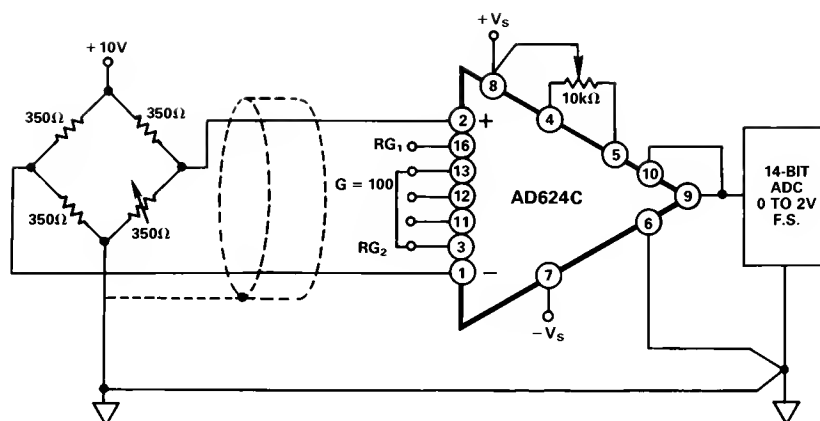 +Vs
+10V
350Ω
350Ω
350Ω
350Ω
RG1
G = 100
RG2
2
+
16
13
12
11
3
1
−
8
10kΩ
4
5
10
9
6
7
AD624C
−Vs
14-BIT
ADC
0 TO 2V
F.S.